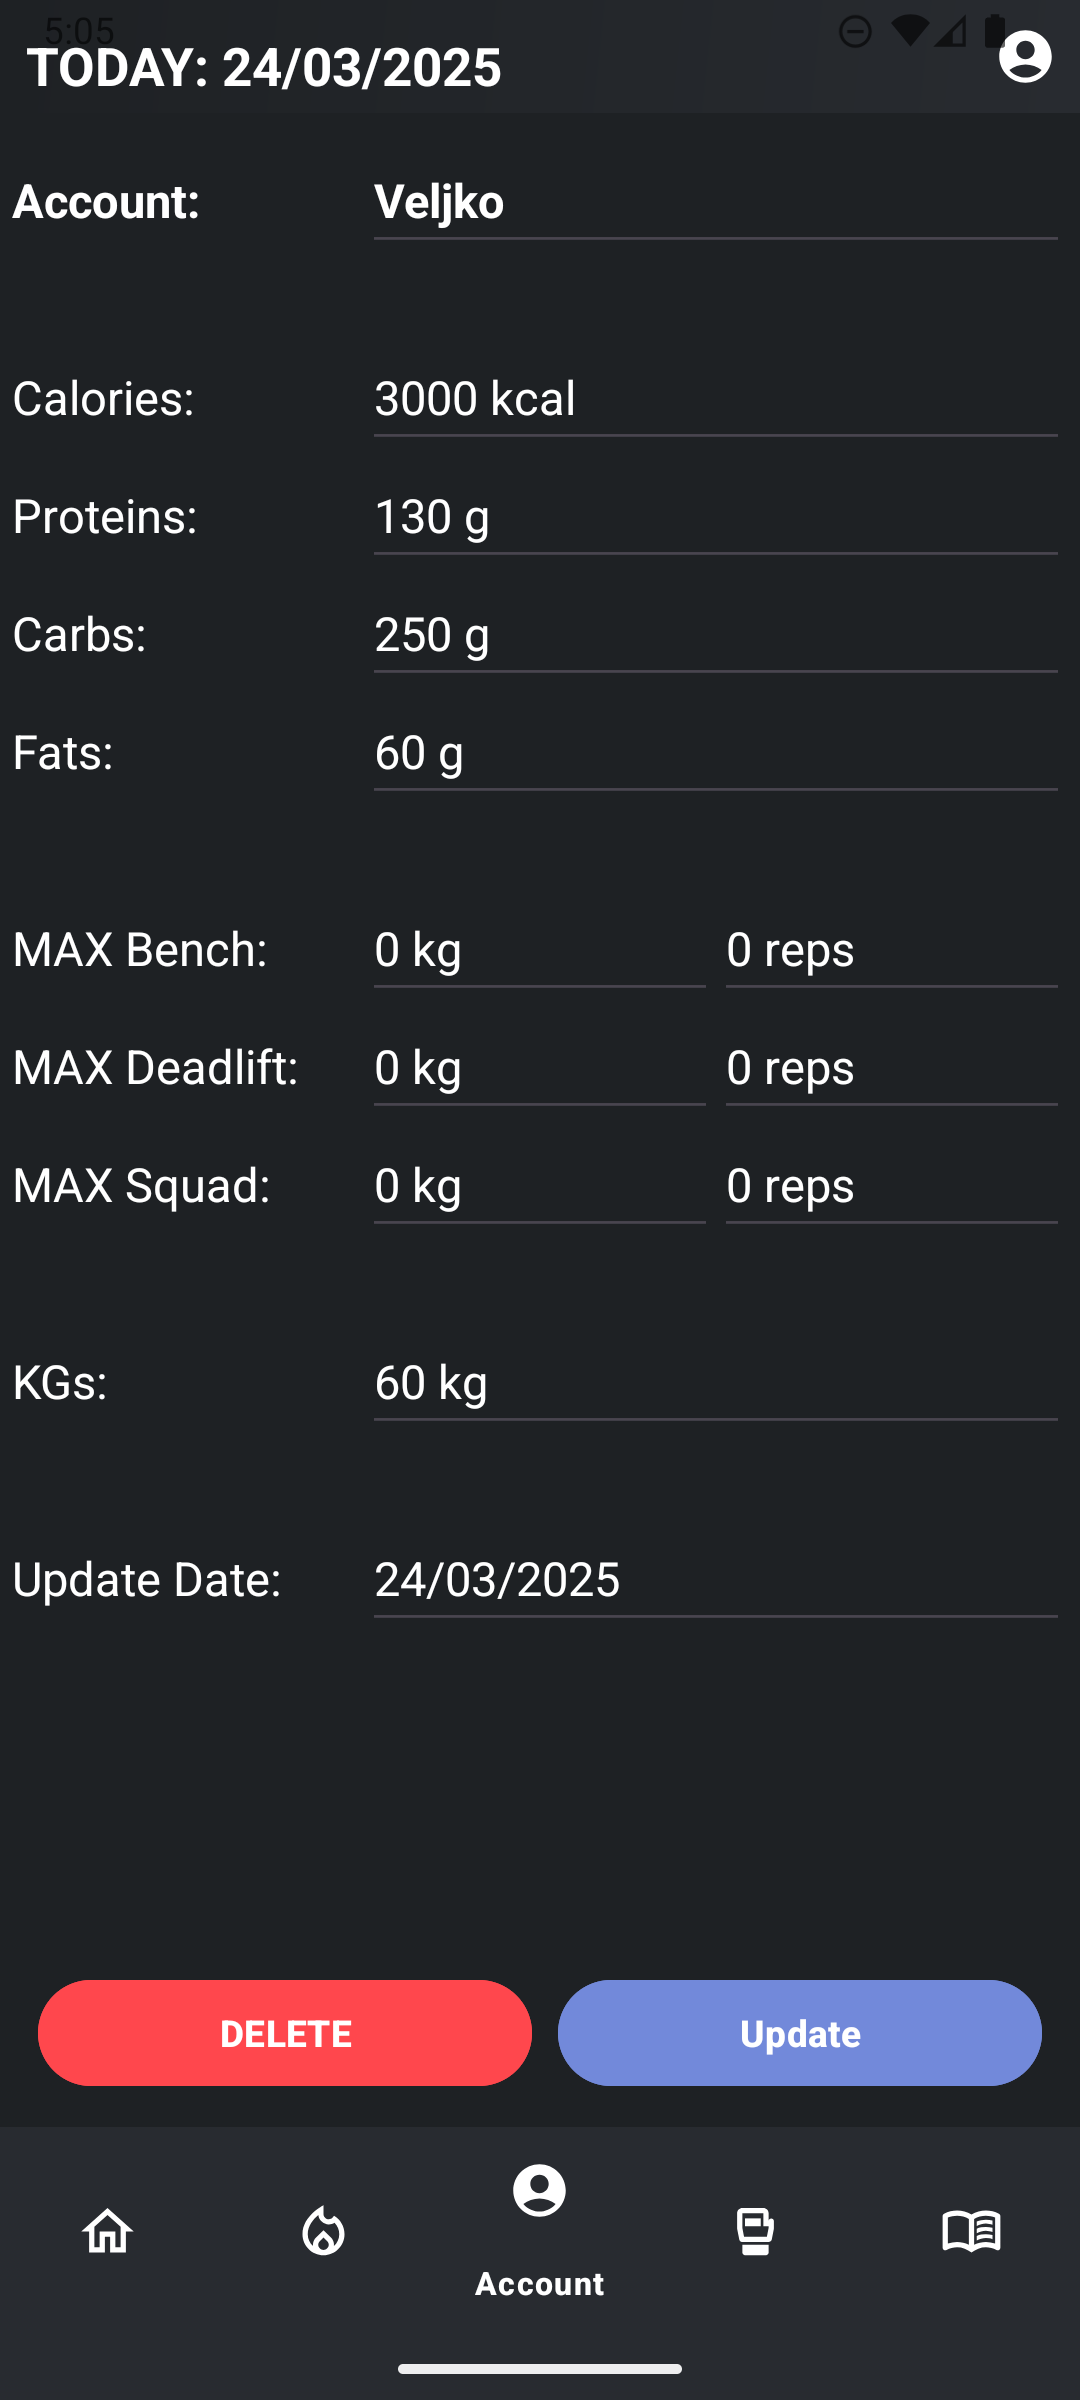 5:05
TODAY: 24/03/2025
Account: Veljko
Calories: 3000 kcal
Proteins: 130 g
Carbs: 250 g
Fats: 60 g
MAX Bench: 0 kg 0 reps
MAX Deadlift: 0 kg 0 reps
MAX Squad: 0 kg 0 reps
KGs: 60 kg
Update Date: 24/03/2025
DELETE Update
Account